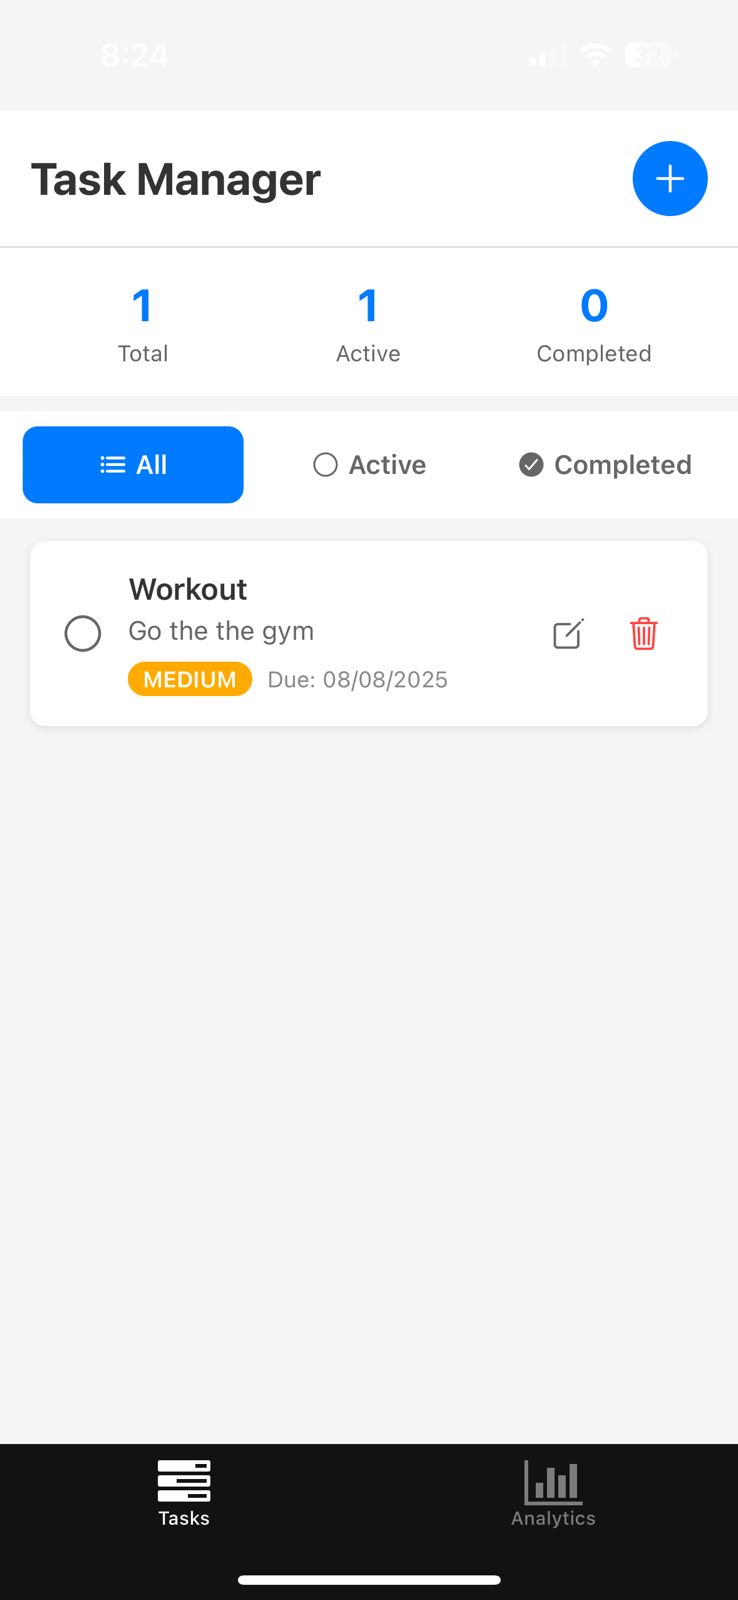 8:24 32
Task Manager
1 1 0
Total Active Completed
All Active Completed
Workout
Go the the gym
MEDIUM Due: 08/08/2025
Tasks Analytics